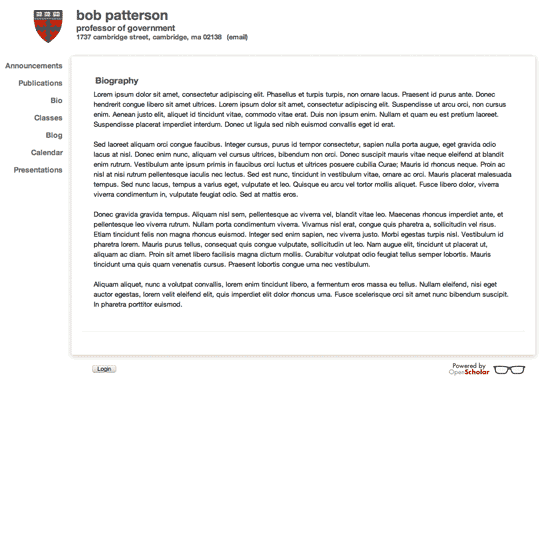 bob patterson
professor of government
1737 cambridge street, cambridge, ma 02138 (email)
Announcements
Publications
Bio
Classes
Blog
Calendar
Presentations
Biography
Lorem ipsum dolor sit amet, consectetur adipiscing elit. Phasellus et turpis turpis, non ornare lacus. Praesent id purus ante. Donec
hendrerit congue libero sit amet ultrices. Lorem ipsum dolor sit amet, consectetur adipiscing elit. Suspendisse ut arcu orci, non cursus
enim. Aenean justo elit, aliquet id tincidunt vitae, commodo vitae erat. Duis non ipsum enim. Nullam et quam eu est pretium laoreet.
Suspendisse placerat imperdiet interdum. Donec ut ligula sed nibh euismod convallis eget id erat.
Sed laoreet aliquam orci congue faucibus. Integer cursus, purus id tempor consectetur, sapien nulla porta augue, eget gravida odio
lacus at nisl. Donec enim nunc, aliquam vel cursus ultrices, bibendum non orci. Donec suscipit mauris vitae neque eleifend at blandit
enim rutrum. Vestibulum ante ipsum primis in faucibus orci luctus et ultrices posuere cubilia Curae; Mauris id rhoncus neque. Proin ac
nisl at nisi rutrum pellentesque iaculis nec lectus. Sed est nunc, tincidunt in vestibulum vitae, ornare ac orci. Mauris placerat malesuada
tempus. Sed nunc lacus, tempus a varius eget, vulputate et leo. Quisque eu arcu vel tortor mollis aliquet. Fusce libero dolor, viverra
viverra condimentum in, vulputate feugiat odio. Sed at mattis eros.
Donec gravida gravida tempus. Aliquam nisl sem, pellentesque ac viverra vel, blandit vitae leo. Maecenas rhoncus imperdiet ante, et
pellentesque leo viverra rutrum. Nullam porta condimentum viverra. Vivamus nisl erat, congue quis pharetra a, sollicitudin vel risus.
Etiam tincidunt felis non magna rhoncus euismod. Integer sed enim sapien, nec viverra justo. Morbi egestas turpis nisl. Vestibulum id
pharetra lorem. Mauris purus tellus, consequat quis congue vulputate, sollicitudin ut leo. Nam augue elit, tincidunt ut placerat ut,
aliquam ac diam. Proin sit amet libero facilisis magna dictum mollis. Curabitur volutpat odio feugiat tellus semper lobortis. Mauris
tincidunt urna quis quam venenatis cursus. Praesent lobortis congue urna nec vestibulum.
Aliquam aliquet, nunc a volutpat convallis, lorem enim tincidunt libero, a fermentum eros massa eu tellus. Nullam eleifend, nisi eget
auctor egestas, lorem velit eleifend elit, quis imperdiet elit dolor rhoncus urna. Fusce scelerisque orci sit amet nunc bibendum suscipit.
In pharetra porttitor euismod.
Login
Powered by
OpenScholar